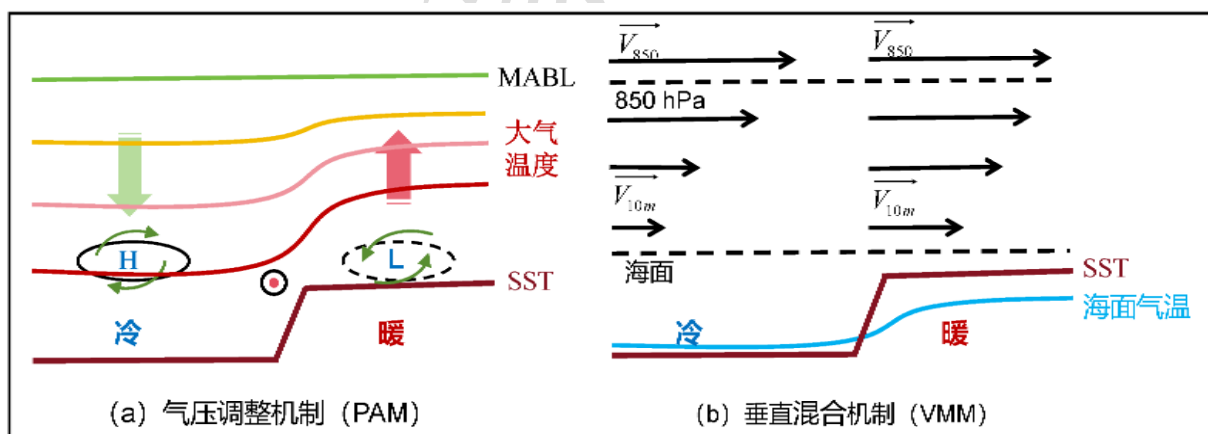 MABL
大气
温度
H
L
SST
冷
暖
(a) 气压调整机制 (PAM)
V850
V850
850 hPa
V10m
V10m
海面
SST
海面气温
冷
暖
(b) 垂直混合机制 (VMM)